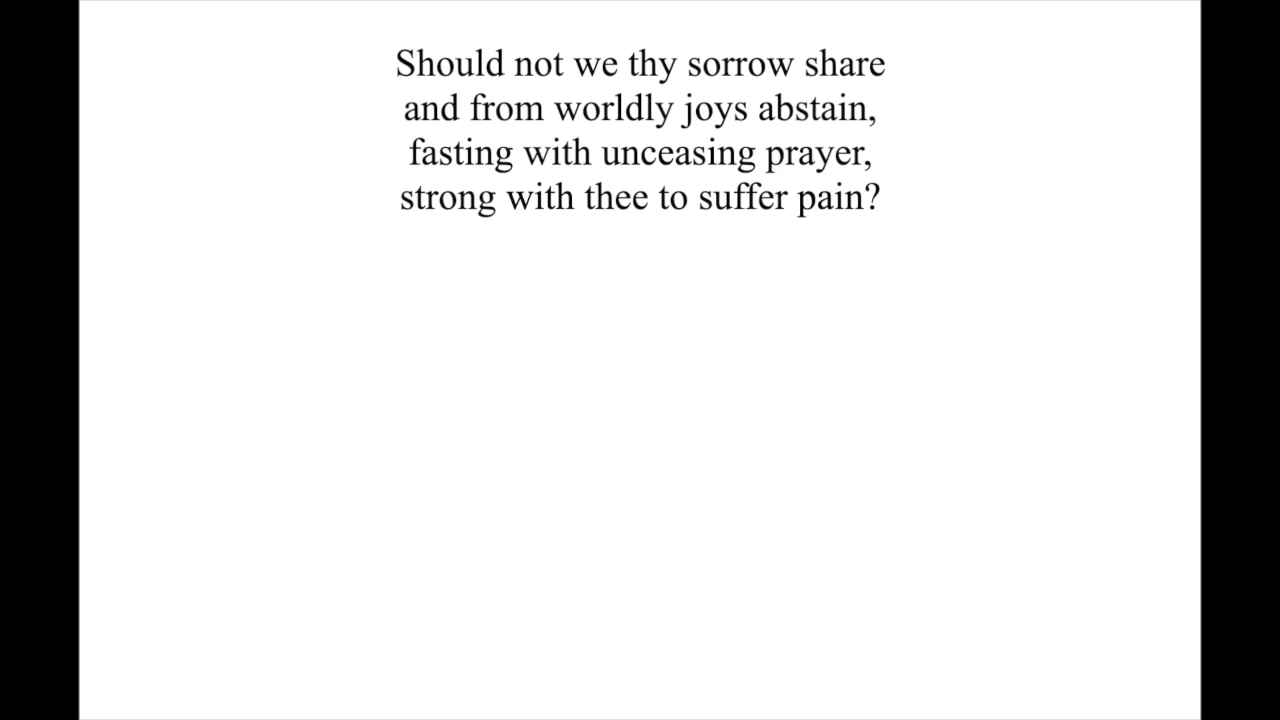 Should not we thy sorrow share
and from worldly joys abstain,
fasting with unceasing prayer,
strong with thee to suffer pain?